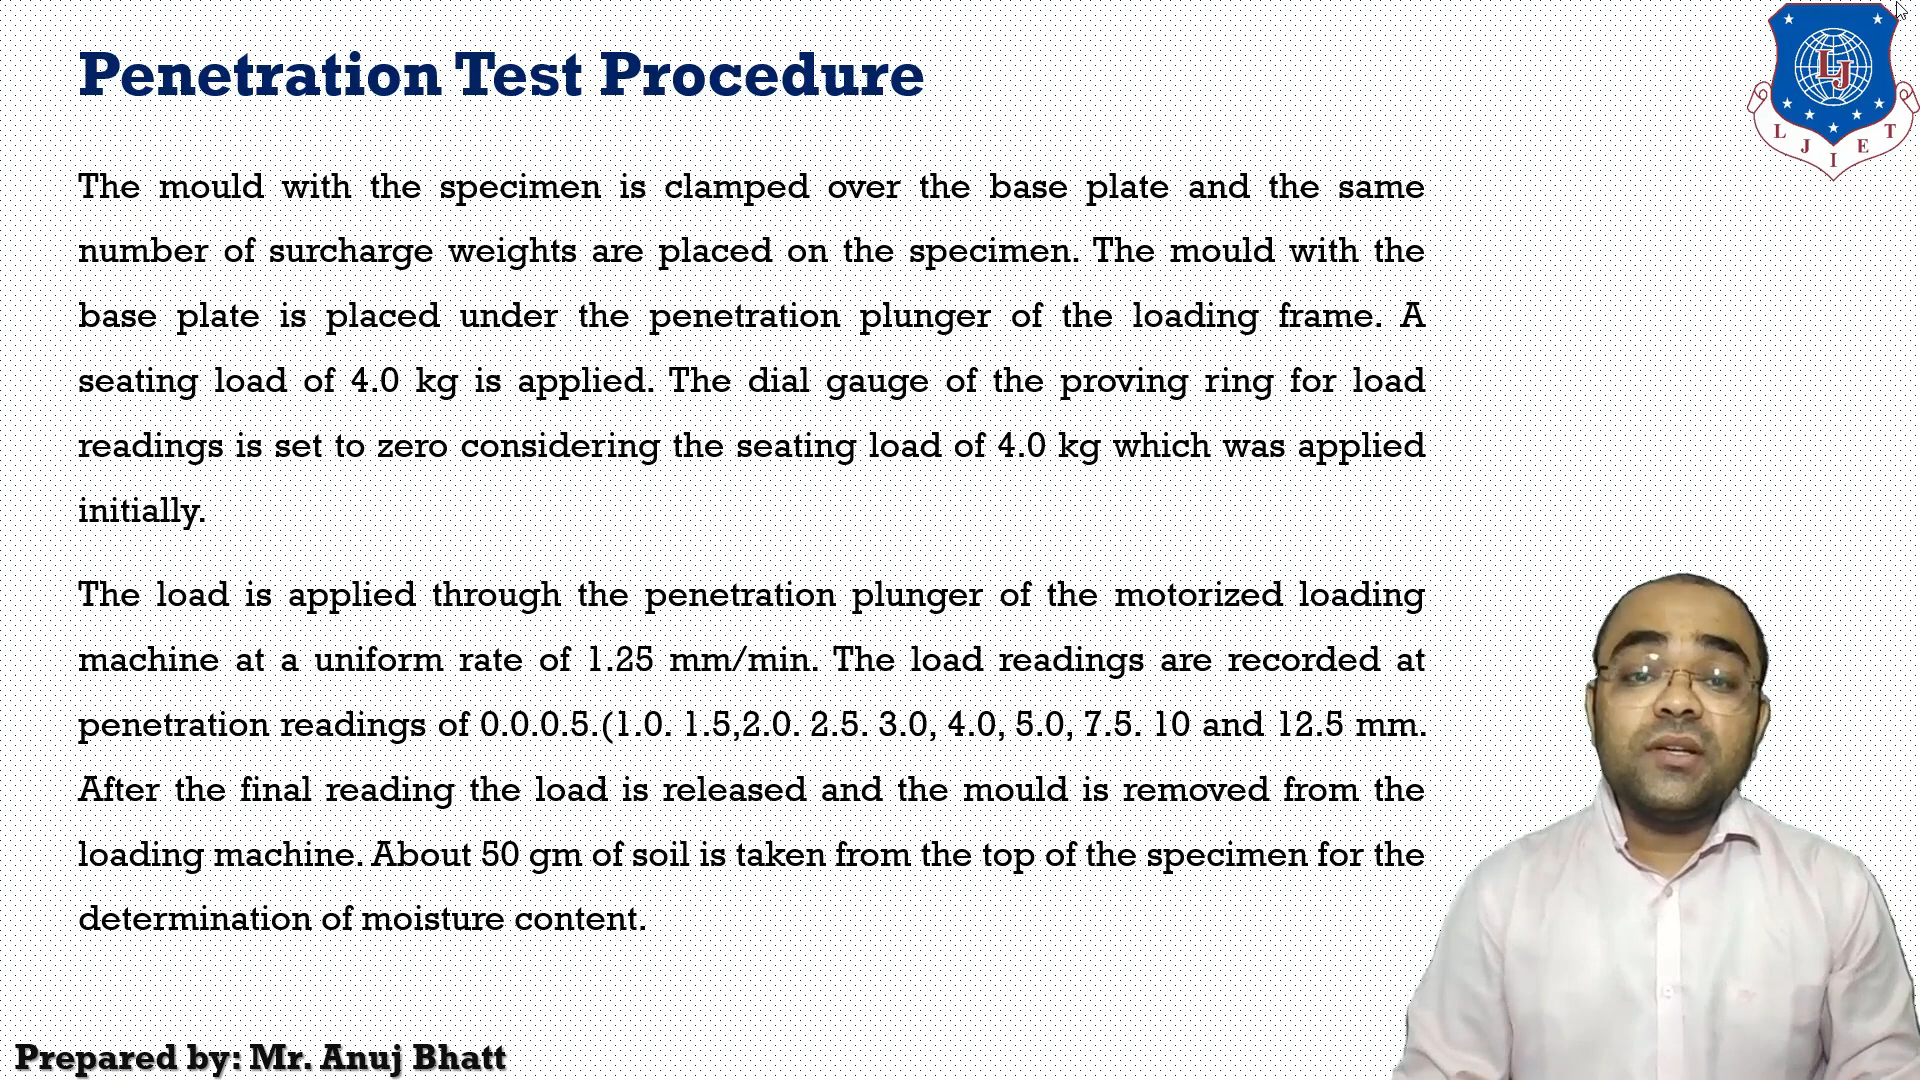 Penetration Test Procedure
The mould with the specimen is clamped over the base plate and the same
number of surcharge weights are placed on the specimen. The mould with the
base plate is placed under the penetration plunger of the loading frame. A
seating load of 4.0 kg is applied. The dial gauge of the proving ring for load
readings is set to zero considering the seating load of 4.0 kg which was applied
initially.
The load is applied through the penetration plunger of the motorized loading
machine at a uniform rate of 1.25 mm/min. The load readings are recorded at
penetration readings of 0.0.0.5.(1.0. 1.5,2.0. 2.5. 3.0, 4.0, 5.0, 7.5. 10 and 12.5 mm.
After the final reading the load is released and the mould is removed from the
loading machine. About 50 gm of soil is taken from the top of the specimen for the
determination of moisture content.
Prepared by: Mr. Anuj Bhatt
LJ
L J I E T